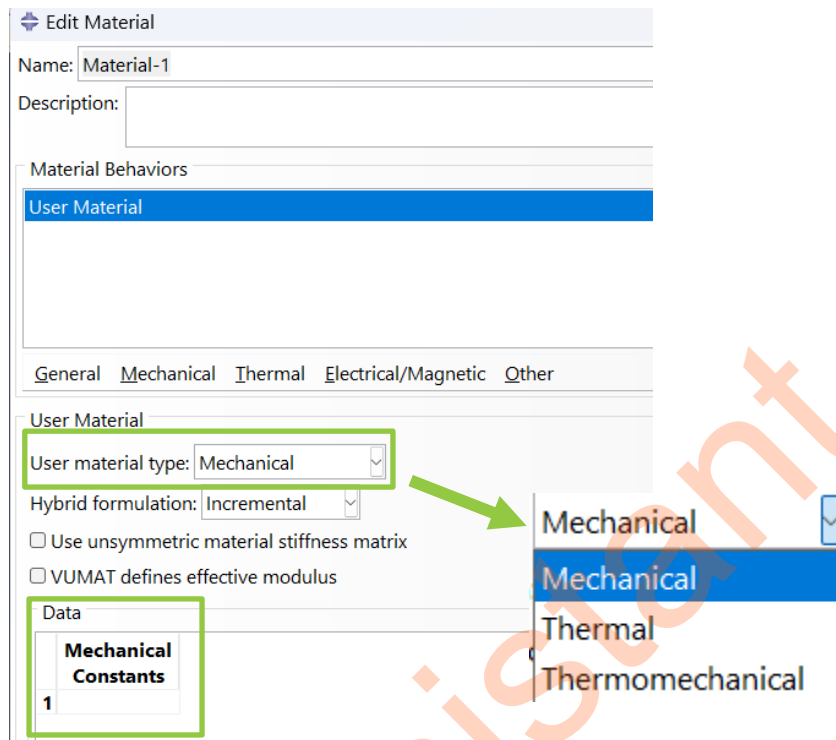 Edit Material
Name: Material-1
Description:
Material Behaviors
User Material
General Mechanical Thermal Electrical/Magnetic Other
User Material
User material type: Mechanical
Hybrid formulation: Incremental
Use unsymmetric material stiffness matrix
VUMAT defines effective modulus
Data
Mechanical
Constants
1
Mechanical
Mechanical
Thermal
Thermomechanical
istant